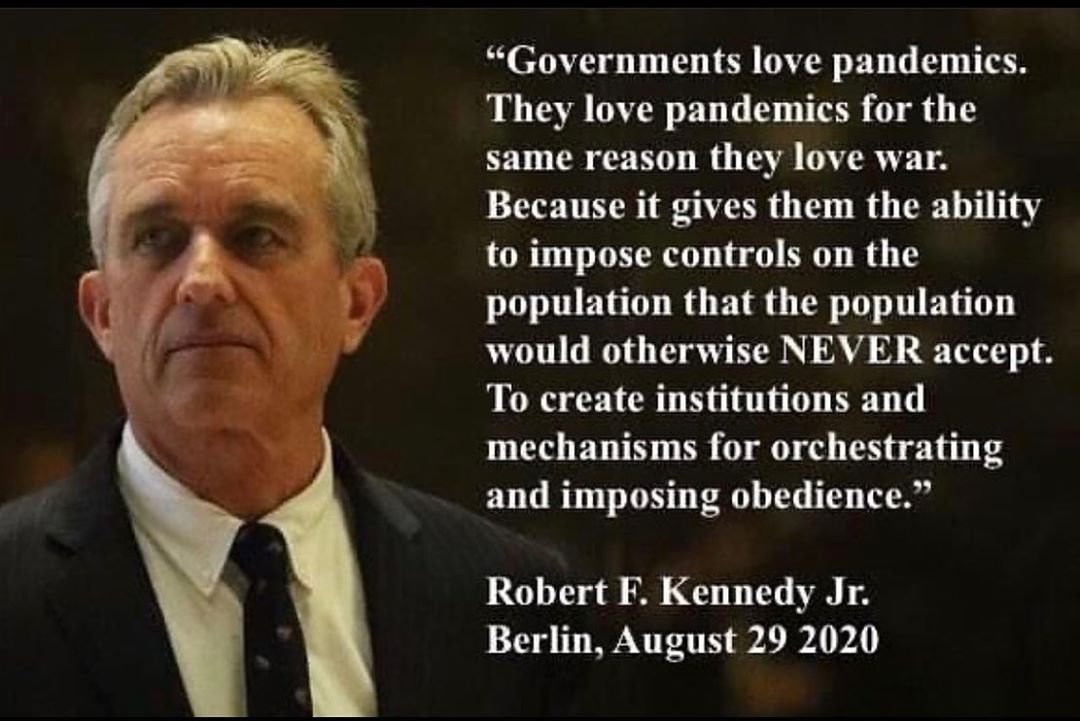 “Governments love pandemics.
They love pandemics for the
same reason they love war.
Because it gives them the ability
to impose controls on the
population that the population
would otherwise NEVER accept.
To create institutions and
mechanisms for orchestrating
and imposing obedience.”
Robert F. Kennedy Jr.
Berlin, August 29 2020